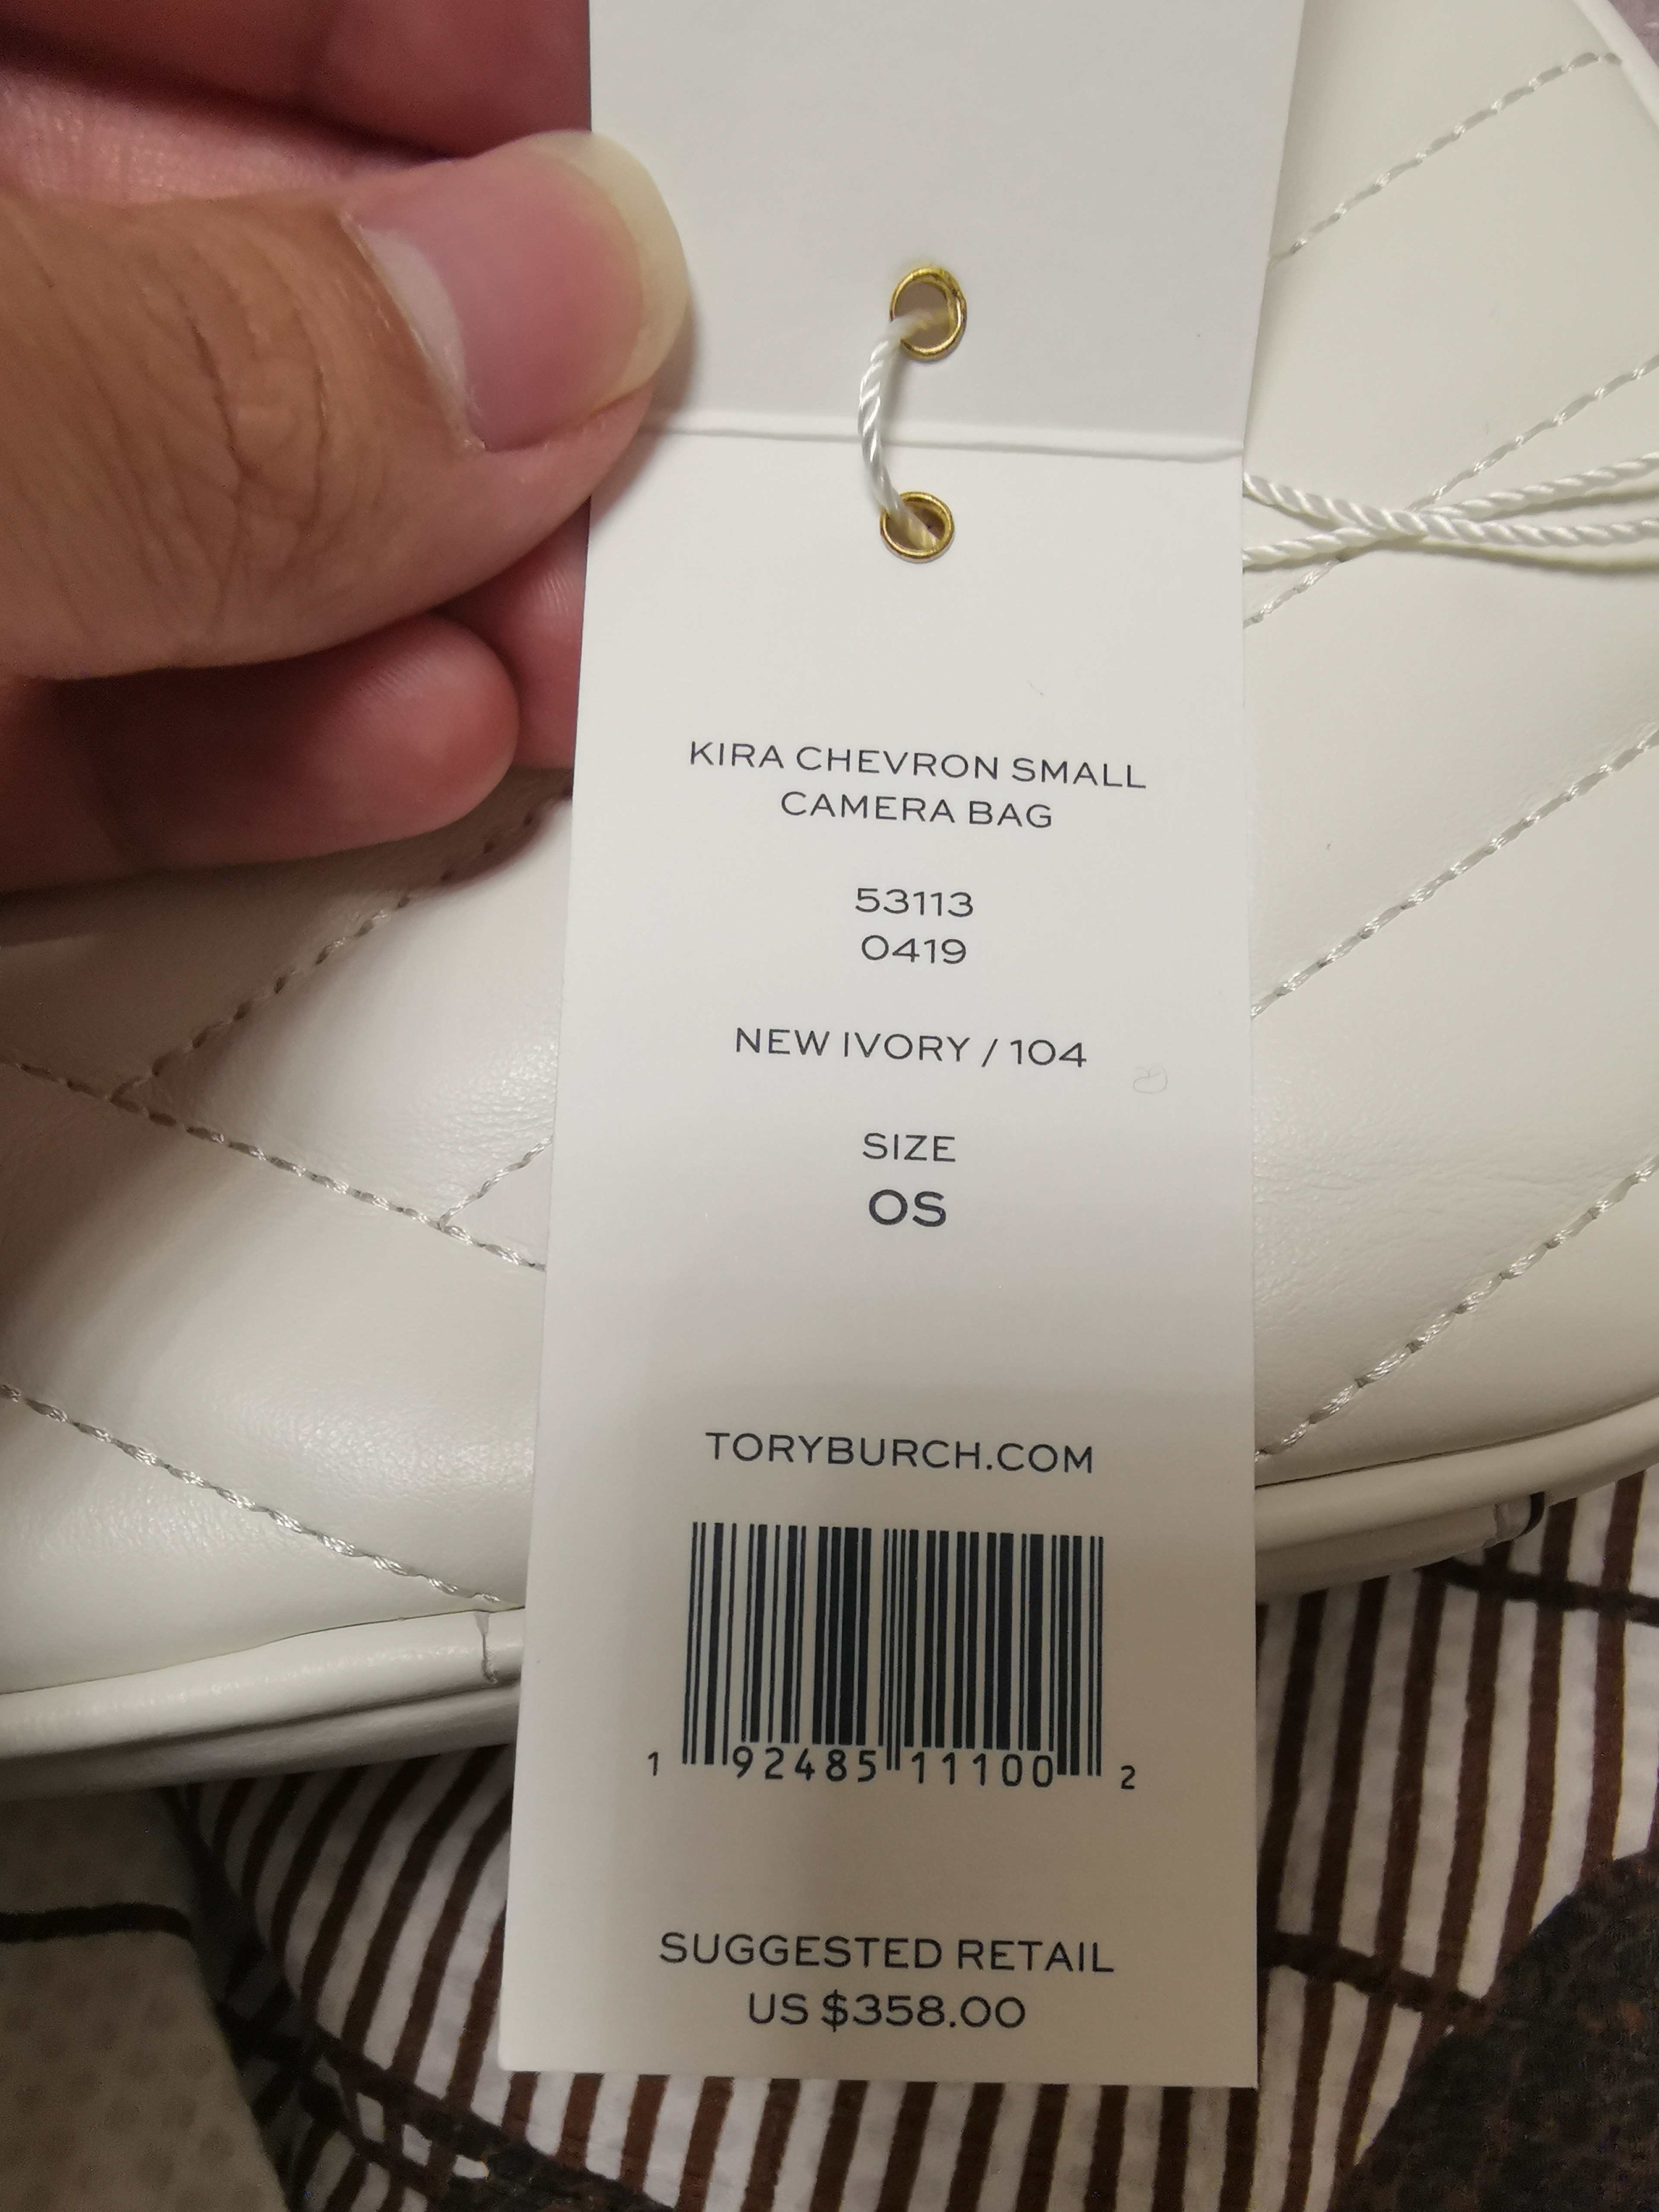 KIRA CHEVRON SMALL
CAMERA BAG
53113
0419
NEW IVORY / 104
SIZE
OS
TORYBURCH.COM
1 92485 11100 2
SUGGESTED RETAIL
US $358.00